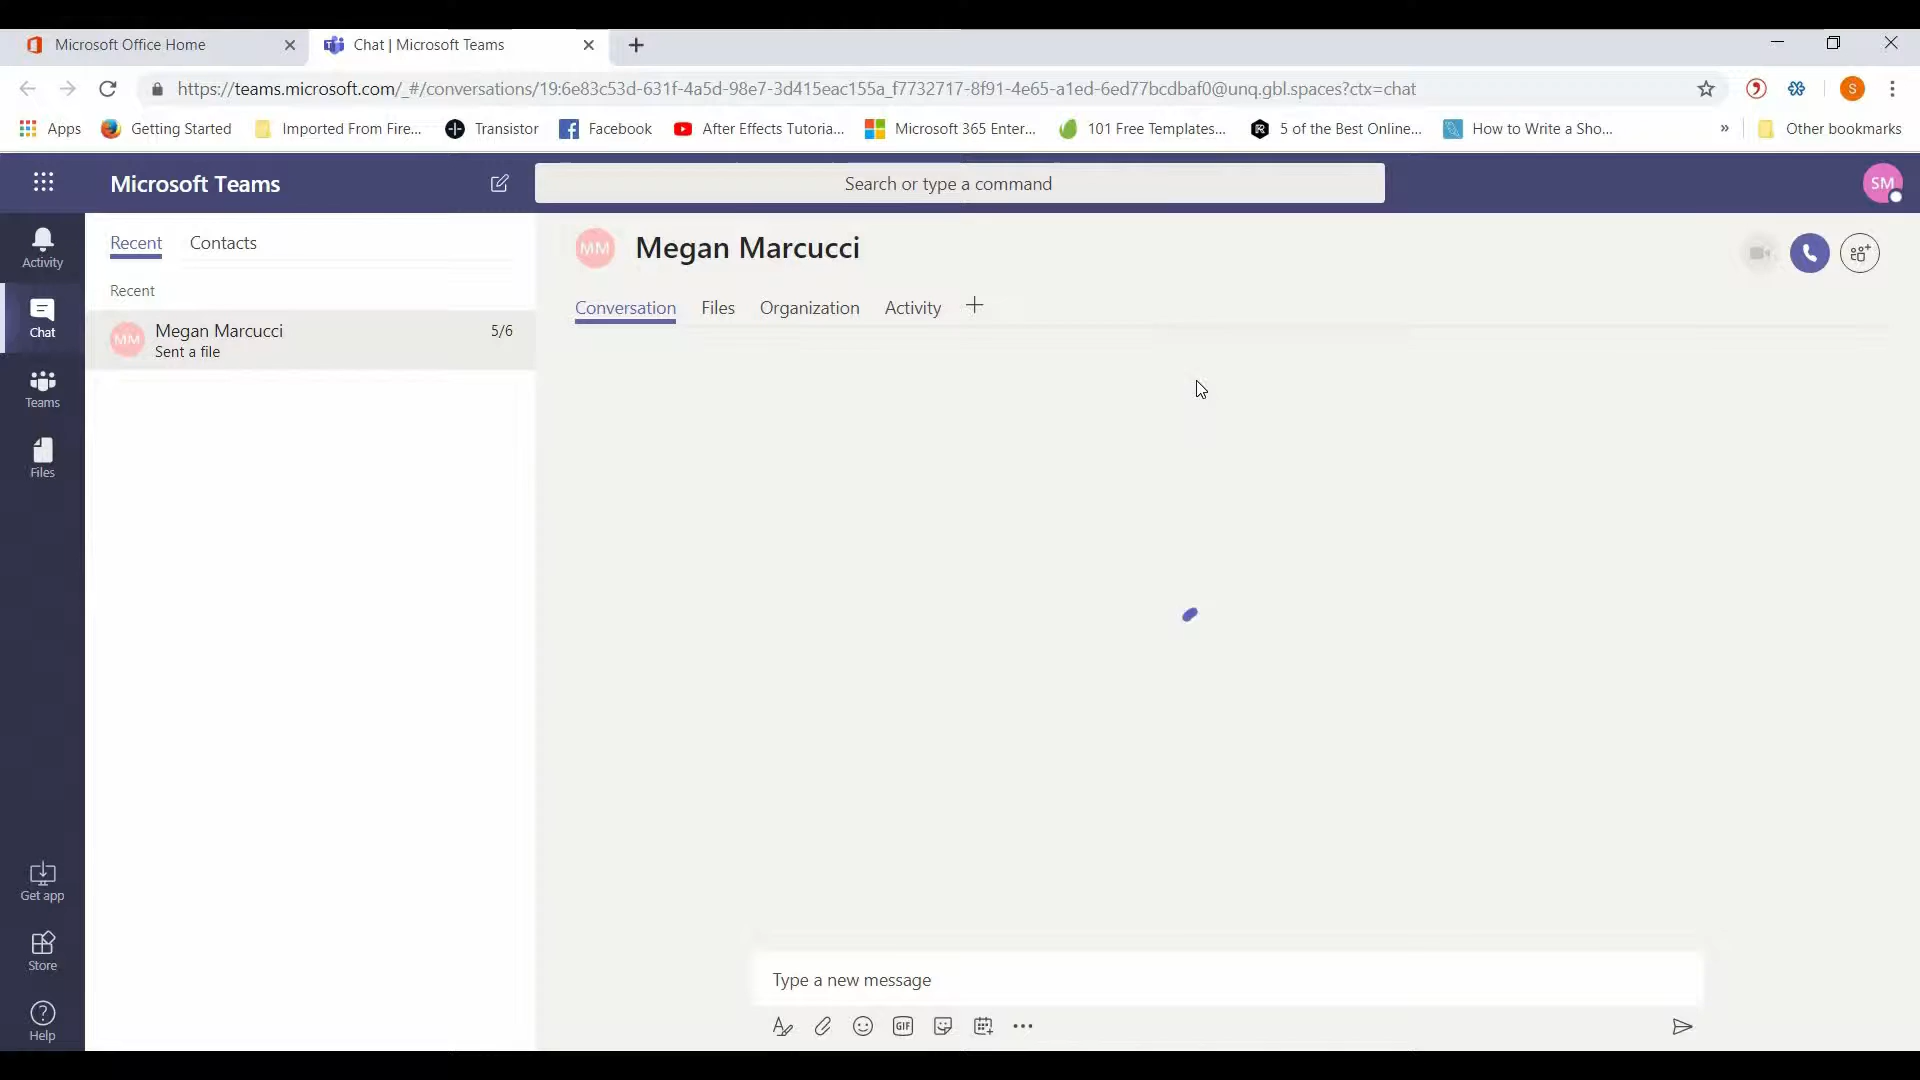 Microsoft Office Home
Chat | Microsoft Teams
https://teams.microsoft.com/_#/conversations/19:6e83c53d-631f-4a5d-98e7-3d415eac155a_f7732717-8f91-4e65-a1ed-6ed77bcdbaf0@unq.gbl.spaces?ctx=chat
S
Apps
Getting Started
Imported From Fire...
Transistor
Facebook
After Effects Tutoria...
Microsoft 365 Enter...
101 Free Templates...
5 of the Best Online...
How to Write a Sho...
»
Other bookmarks
Microsoft Teams
Search or type a command
SM
Activity
Chat
Teams
Files
Get app
Store
Help
Recent
Contacts
Recent
MM
Megan Marcucci
5/6
Sent a file
MM
Megan Marcucci
Conversation
Files
Organization
Activity
Type a new message
GIF